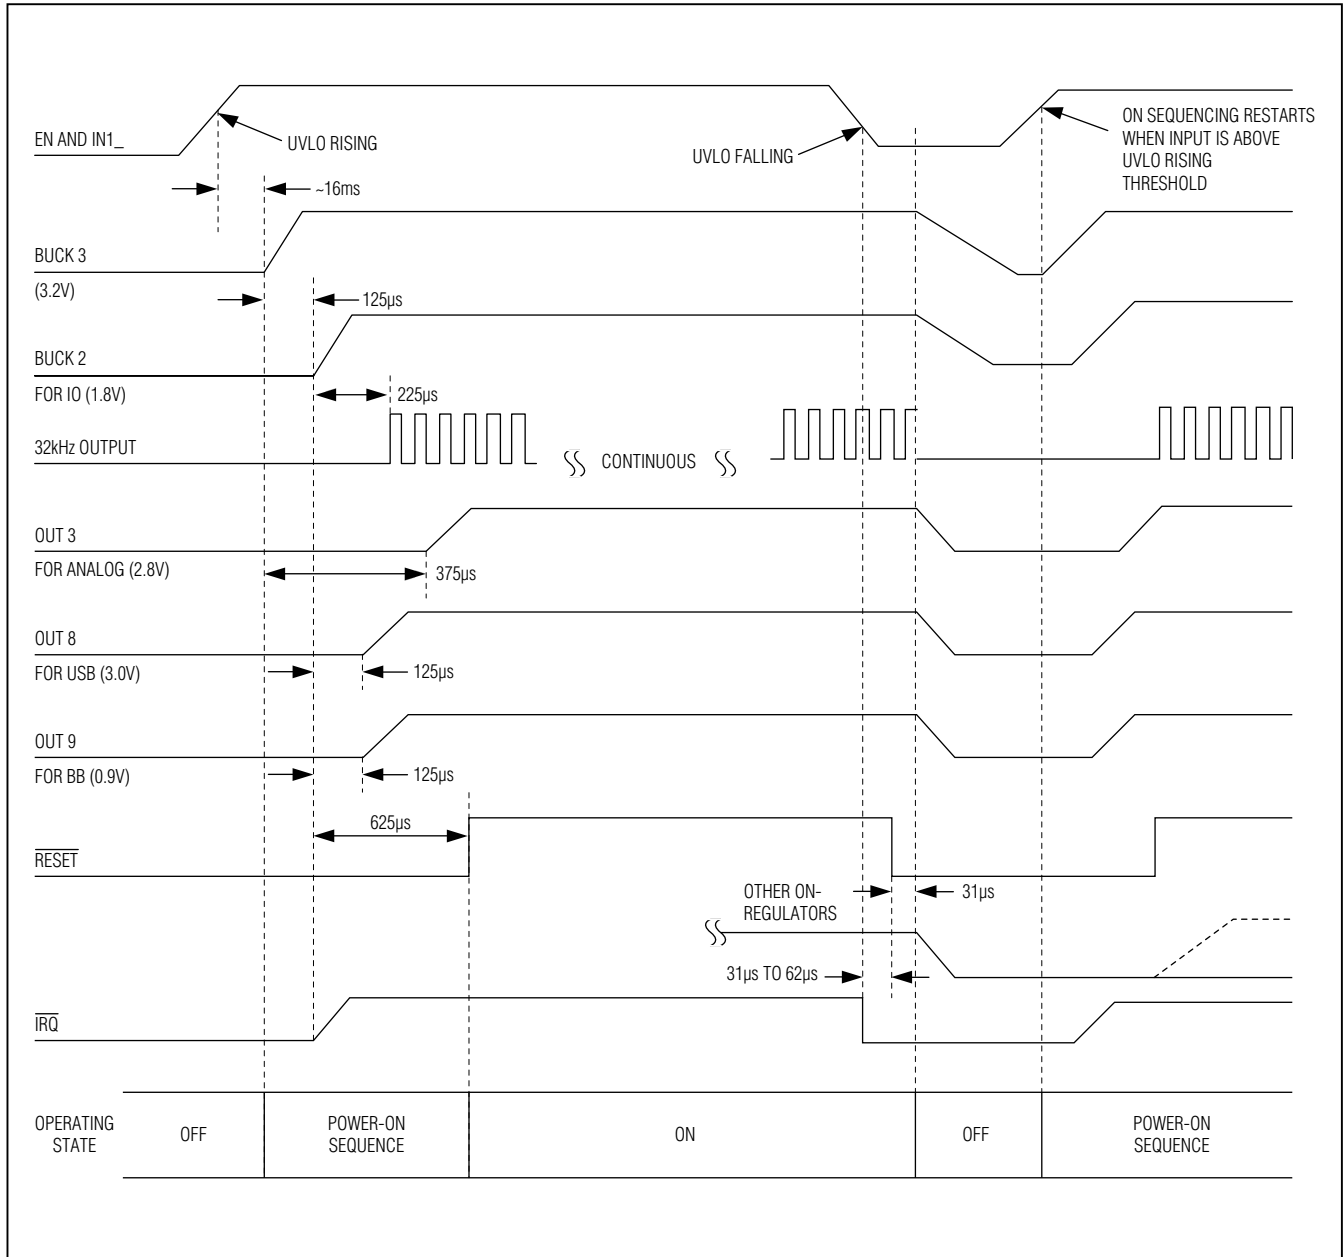 EN AND IN1_
UVLO RISING
UVLO FALLING
ON SEQUENCING RESTARTS
WHEN INPUT IS ABOVE
UVLO RISING
THRESHOLD
~16ms
BUCK 3
(3.2V)
125µs
BUCK 2
FOR IO (1.8V)
225µs
32kHz OUTPUT
CONTINUOUS
OUT 3
FOR ANALOG (2.8V)
375µs
OUT 8
FOR USB (3.0V)
125µs
OUT 9
FOR BB (0.9V)
125µs
625µs
RESET
OTHER ON-
REGULATORS
31µs
31µs TO 62µs
IRQ
OPERATING
STATE
OFF
POWER-ON
SEQUENCE
ON
OFF
POWER-ON
SEQUENCE